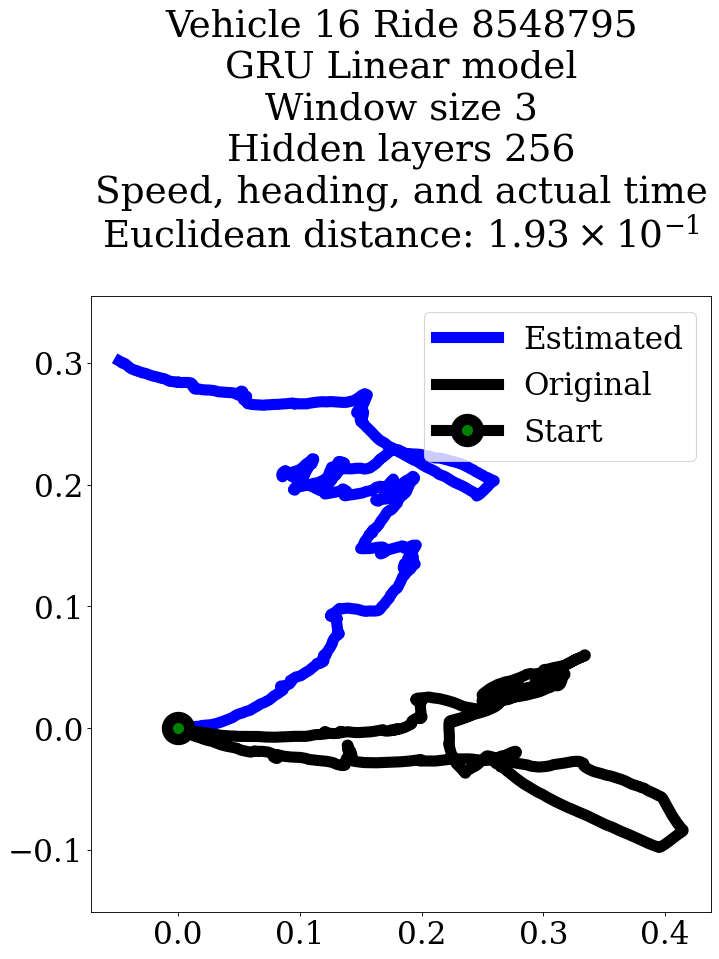 Vehicle 16 Ride 8548795
GRU Linear model
Window size 3
Hidden layers 256
Speed, heading, and actual time
Euclidean distance: 1.93 × 10⁻¹
Estimated
Original
Start
0.3
0.2
0.1
0.0
−0.1
0.0 0.1 0.2 0.3 0.4